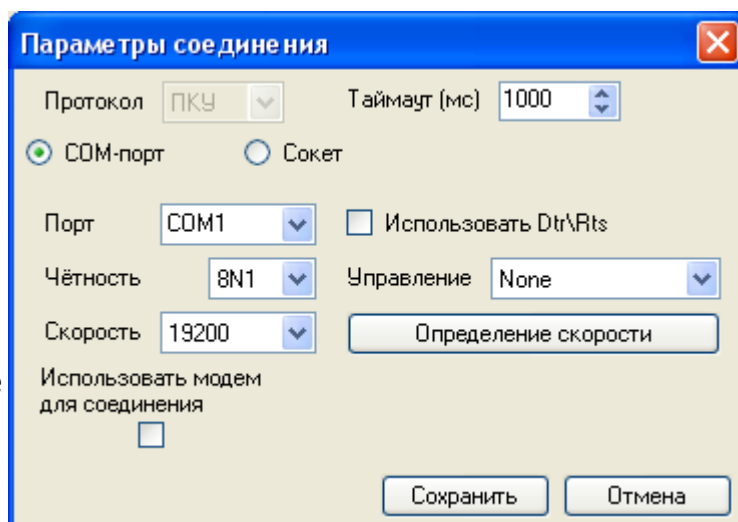 Параметры соединения
Протокол ПКУ Таймаут (мс) 1000
COM-порт Сокет
Порт COM1 Использовать Dtr\Rts
Чётность 8N1 Управление None
Скорость 19200 Определение скорости
Использовать модем
для соединения
Сохранить Отмена